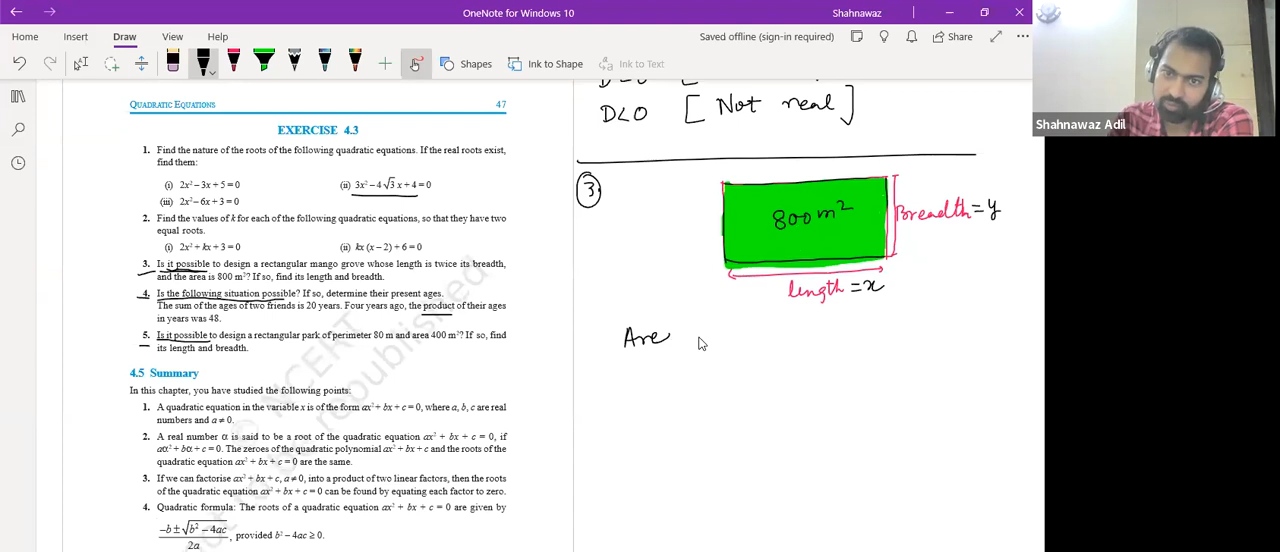 OneNote for Windows 10
Shahnawaz
Home Insert Draw View Help
Saved offline (sign-in required)
Share
Shapes
Ink to Shape
Ink to Text
QUADRATIC EQUATIONS 47
EXERCISE 4.3
1. Find the nature of the roots of the following quadratic equations. If the real roots exist,
find them:
(i) 2x² – 3x + 5 = 0 (ii) 3x² – 4√3 x + 4 = 0
(iii) 2x² – 6x + 3 = 0
2. Find the values of k for each of the following quadratic equations, so that they have two
equal roots.
(i) 2x² + kx + 3 = 0 (ii) kx (x – 2) + 6 = 0
3. Is it possible to design a rectangular mango grove whose length is twice its breadth,
and the area is 800 m²? If so, find its length and breadth.
4. Is the following situation possible? If so, determine their present ages.
The sum of the ages of two friends is 20 years. Four years ago, the product of their ages
in years was 48.
5. Is it possible to design a rectangular park of perimeter 80 m and area 400 m²? If so, find
its length and breadth.
4.5 Summary
In this chapter, you have studied the following points:
1. A quadratic equation in the variable x is of the form ax² + bx + c = 0, where a, b, c are real
numbers and a ≠ 0.
2. A real number α is said to be a root of the quadratic equation ax² + bx + c = 0, if
aα² + bα + c = 0. The zeroes of the quadratic polynomial ax² + bx + c and the roots of the
quadratic equation ax² + bx + c = 0 are the same.
3. If we can factorise ax² + bx + c, a ≠ 0, into a product of two linear factors, then the roots
of the quadratic equation ax² + bx + c = 0 can be found by equating each factor to zero.
4. Quadratic formula: The roots of a quadratic equation ax² + bx + c = 0 are given by
–b ± √b² – 4ac / 2a, provided b² – 4ac ≥ 0.
© NCERT
republished
D<0 [Not real]
3.
800 m²
Breadth = y
length = x
Are
Shahnawaz Adil